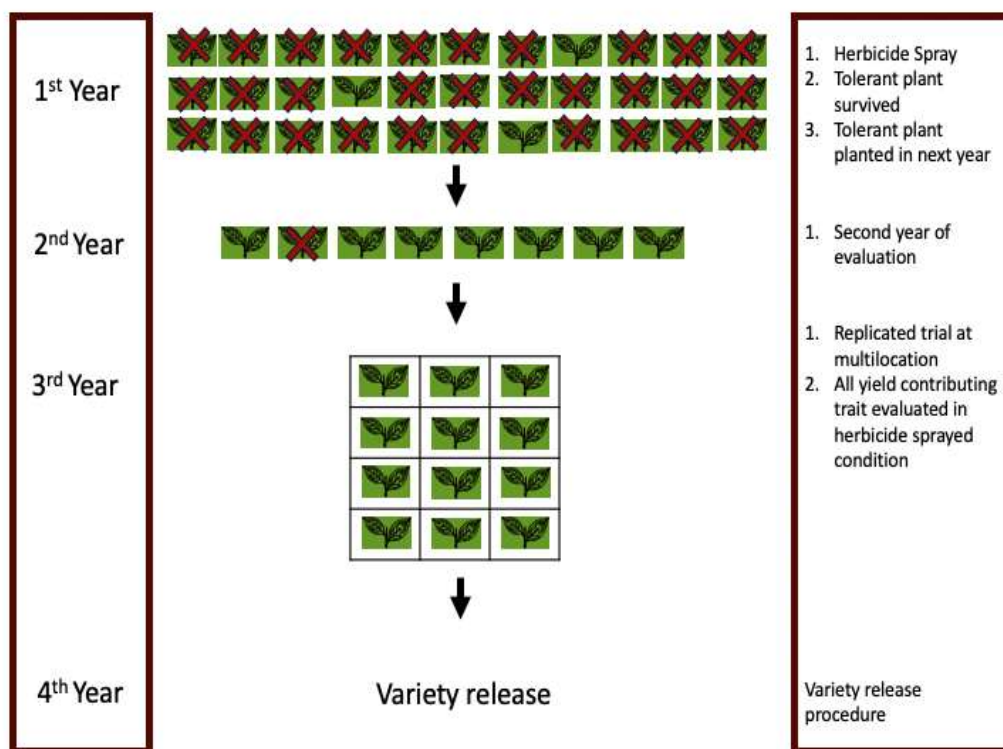 1st Year
1. Herbicide Spray
2. Tolerant plant
survived
3. Tolerant plant
planted in next year
2nd Year
1. Second year of
evaluation
3rd Year
1. Replicated trial at
multilocation
2. All yield contributing
trait evaluated in
herbicide sprayed
condition
4th Year
Variety release
Variety release
procedure